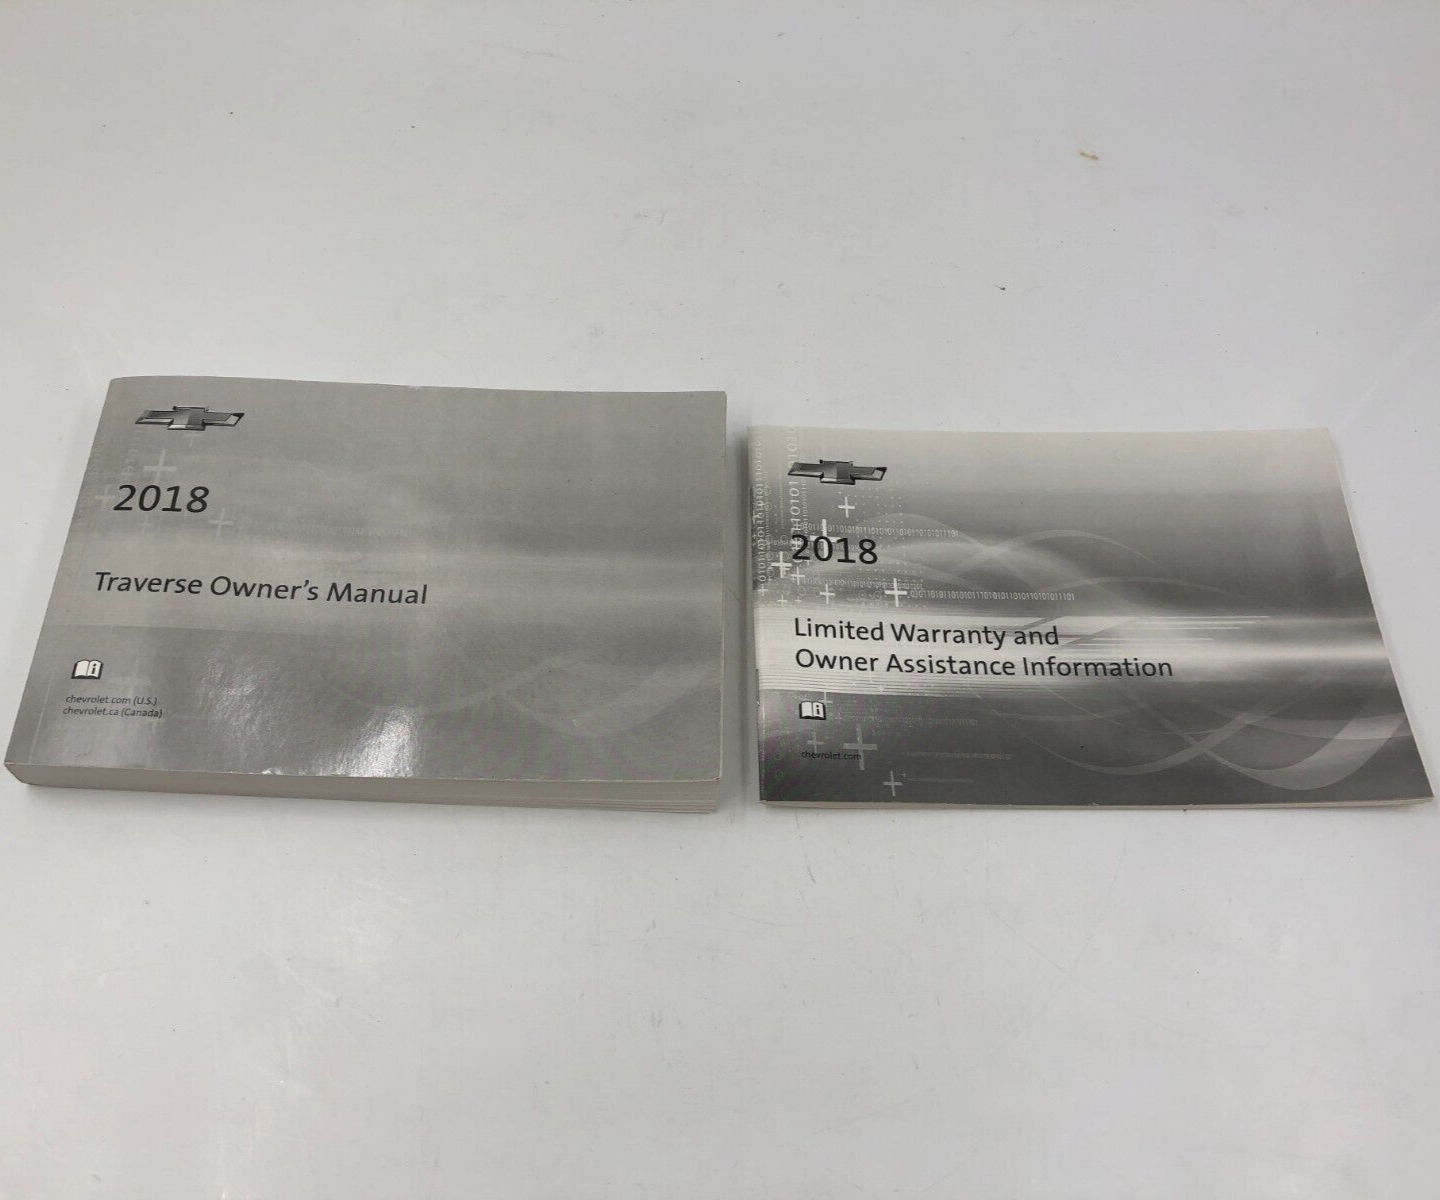 2018
Traverse Owner's Manual
chevrolet.com (U.S.)
chevrolet.ca (Canada)
2018
Limited Warranty and
Owner Assistance Information
chevrolet.com